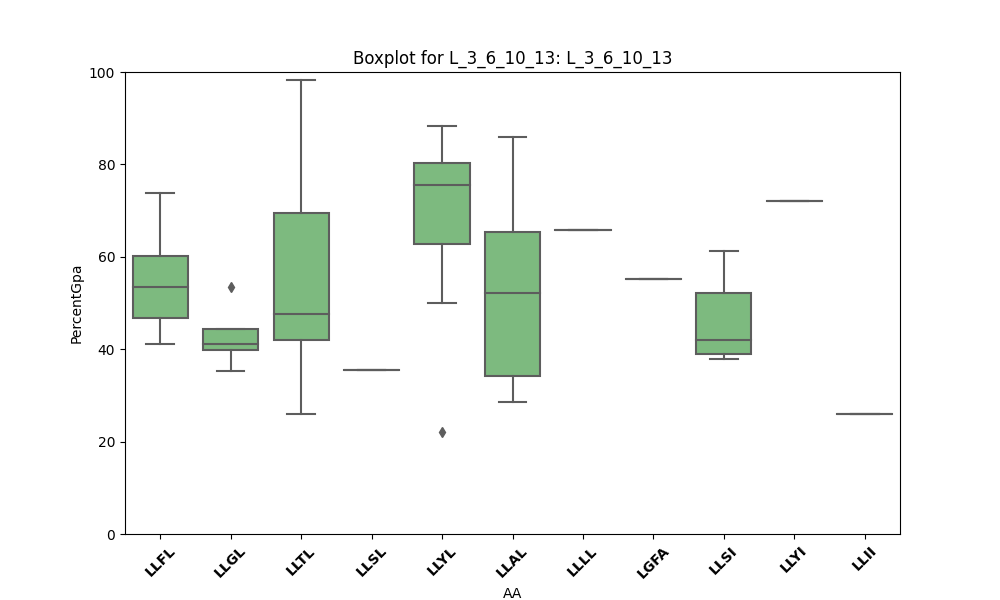 Boxplot for L_3_6_10_13: L_3_6_10_13
100
80
60
40
20
0
PercentGpa
LLFL LLGL LLTL LLSL LLYL LLAL LLLL LGFA LLSI LLYI LLII
AA